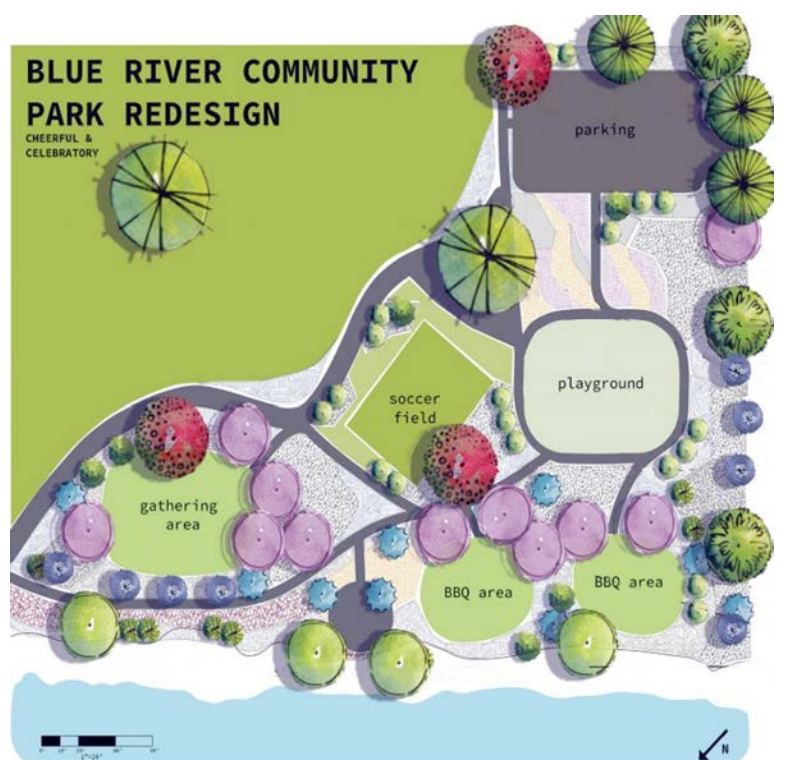 BLUE RIVER COMMUNITY
PARK REDESIGN
CHEERFUL &
CELEBRATORY
parking
playground
soccer
field
gathering
area
BBQ area
BBQ area
N